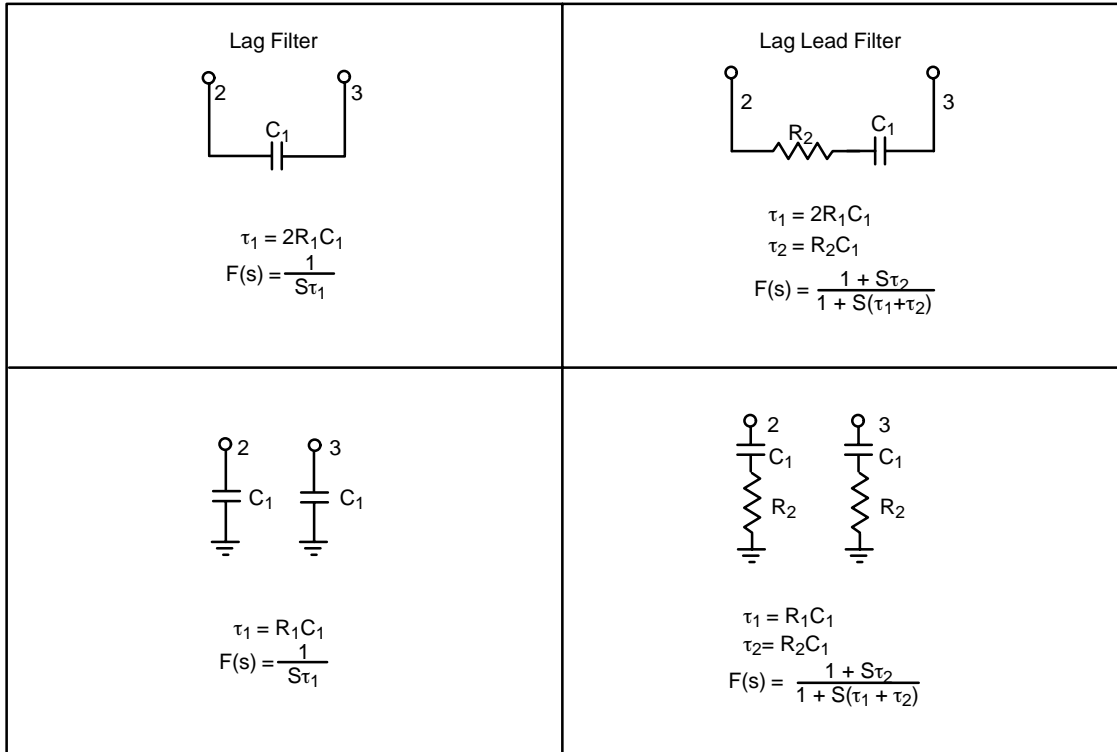 Lag Filter
2
3
C₁
τ₁ = 2R₁C₁
F(s) = 1 / Sτ₁
Lag Lead Filter
2
3
R₂
C₁
τ₁ = 2R₁C₁
τ₂ = R₂C₁
F(s) = 1 + Sτ₂ / 1 + S(τ₁+τ₂)
2
3
C₁
C₁
τ₁ = R₁C₁
F(s) = 1 / Sτ₁
2
3
C₁
C₁
R₂
R₂
τ₁ = R₁C₁
τ₂= R₂C₁
F(s) = 1 + Sτ₂ / 1 + S(τ₁ + τ₂)